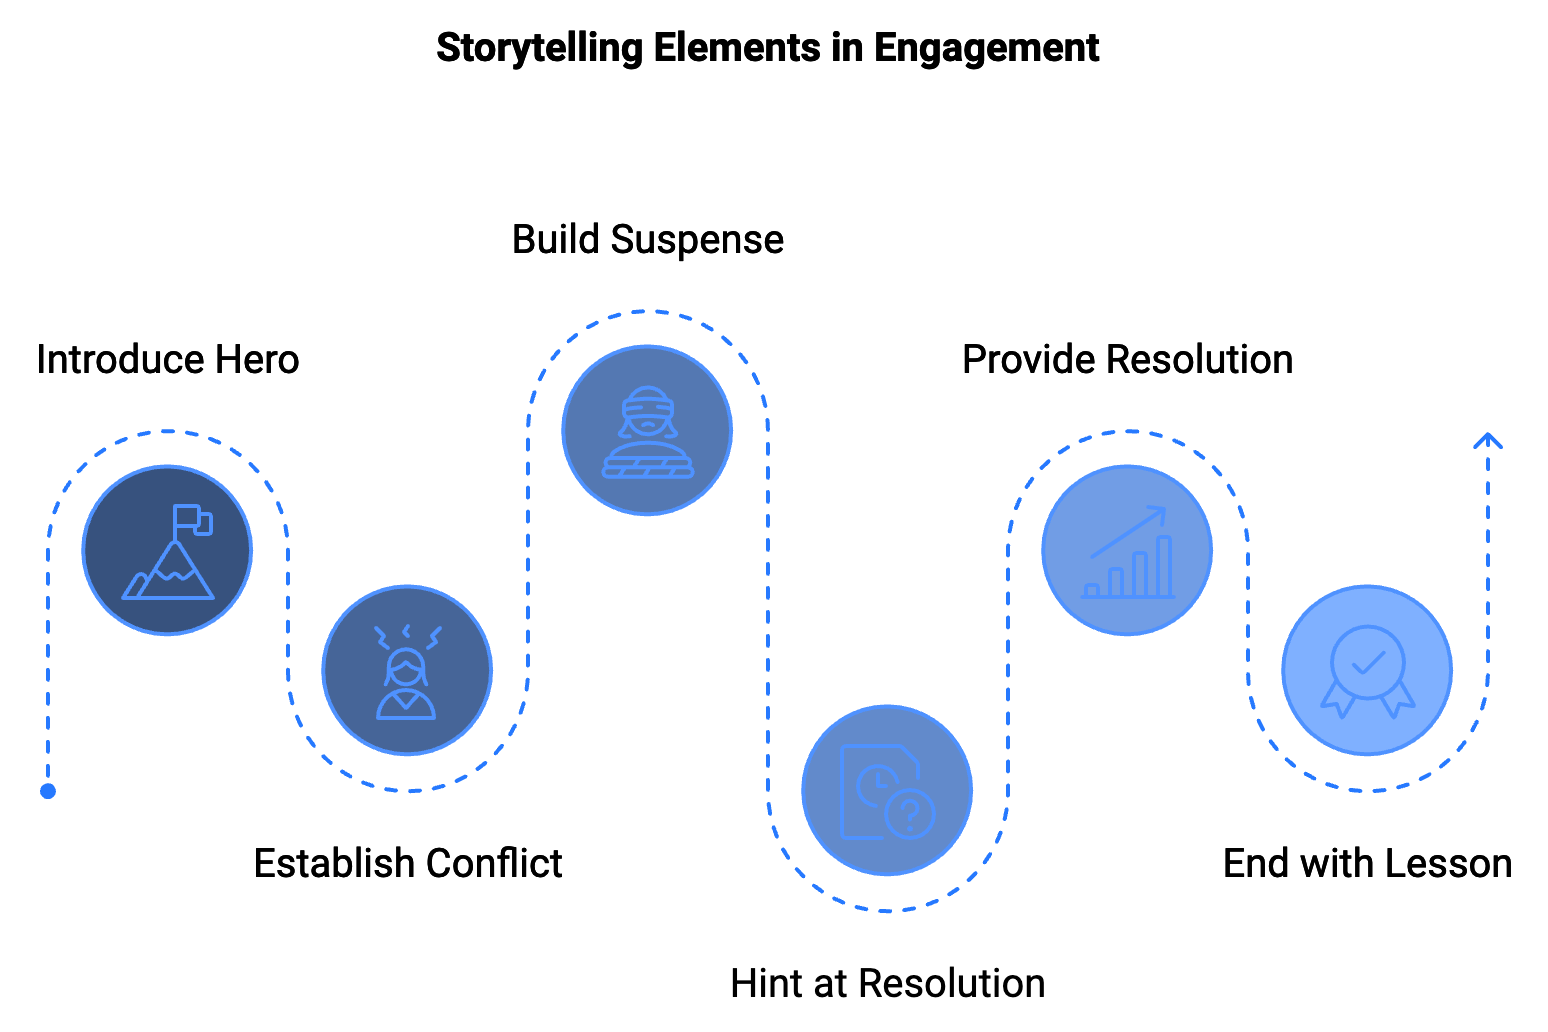 Storytelling Elements in Engagement
Introduce Hero
Establish Conflict
Build Suspense
Hint at Resolution
?
Provide Resolution
End with Lesson